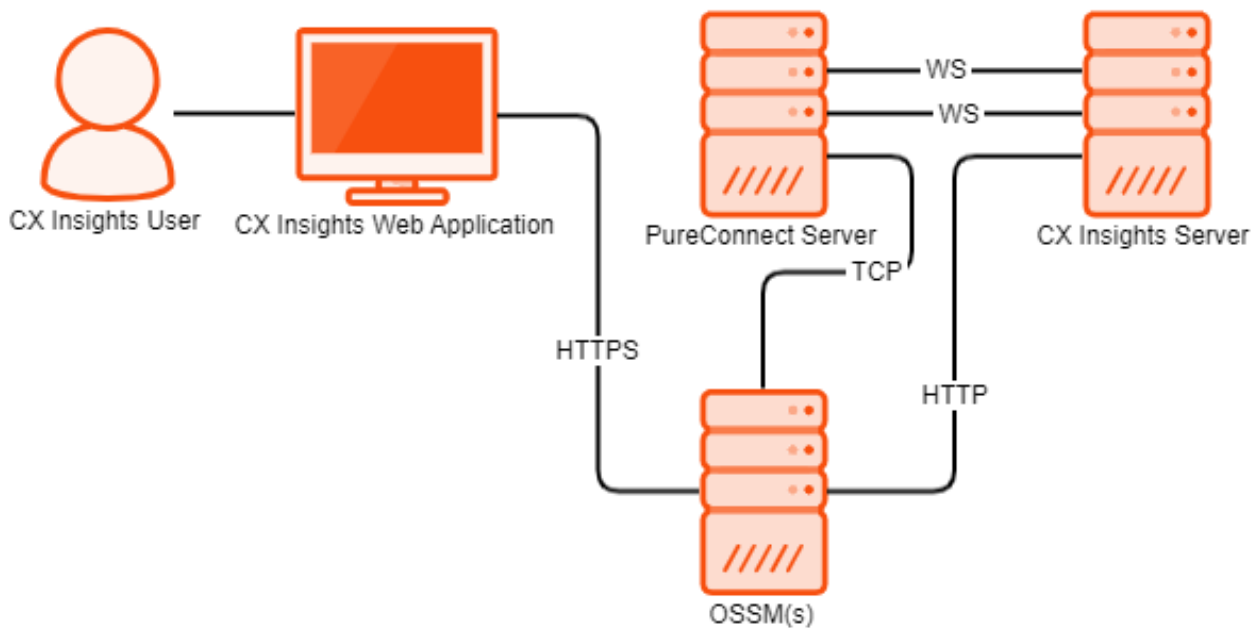 WS
WS
CX Insights User
CX Insights Web Application
PureConnect Server
CX Insights Server
TCP
HTTPS
HTTP
OSSM(s)